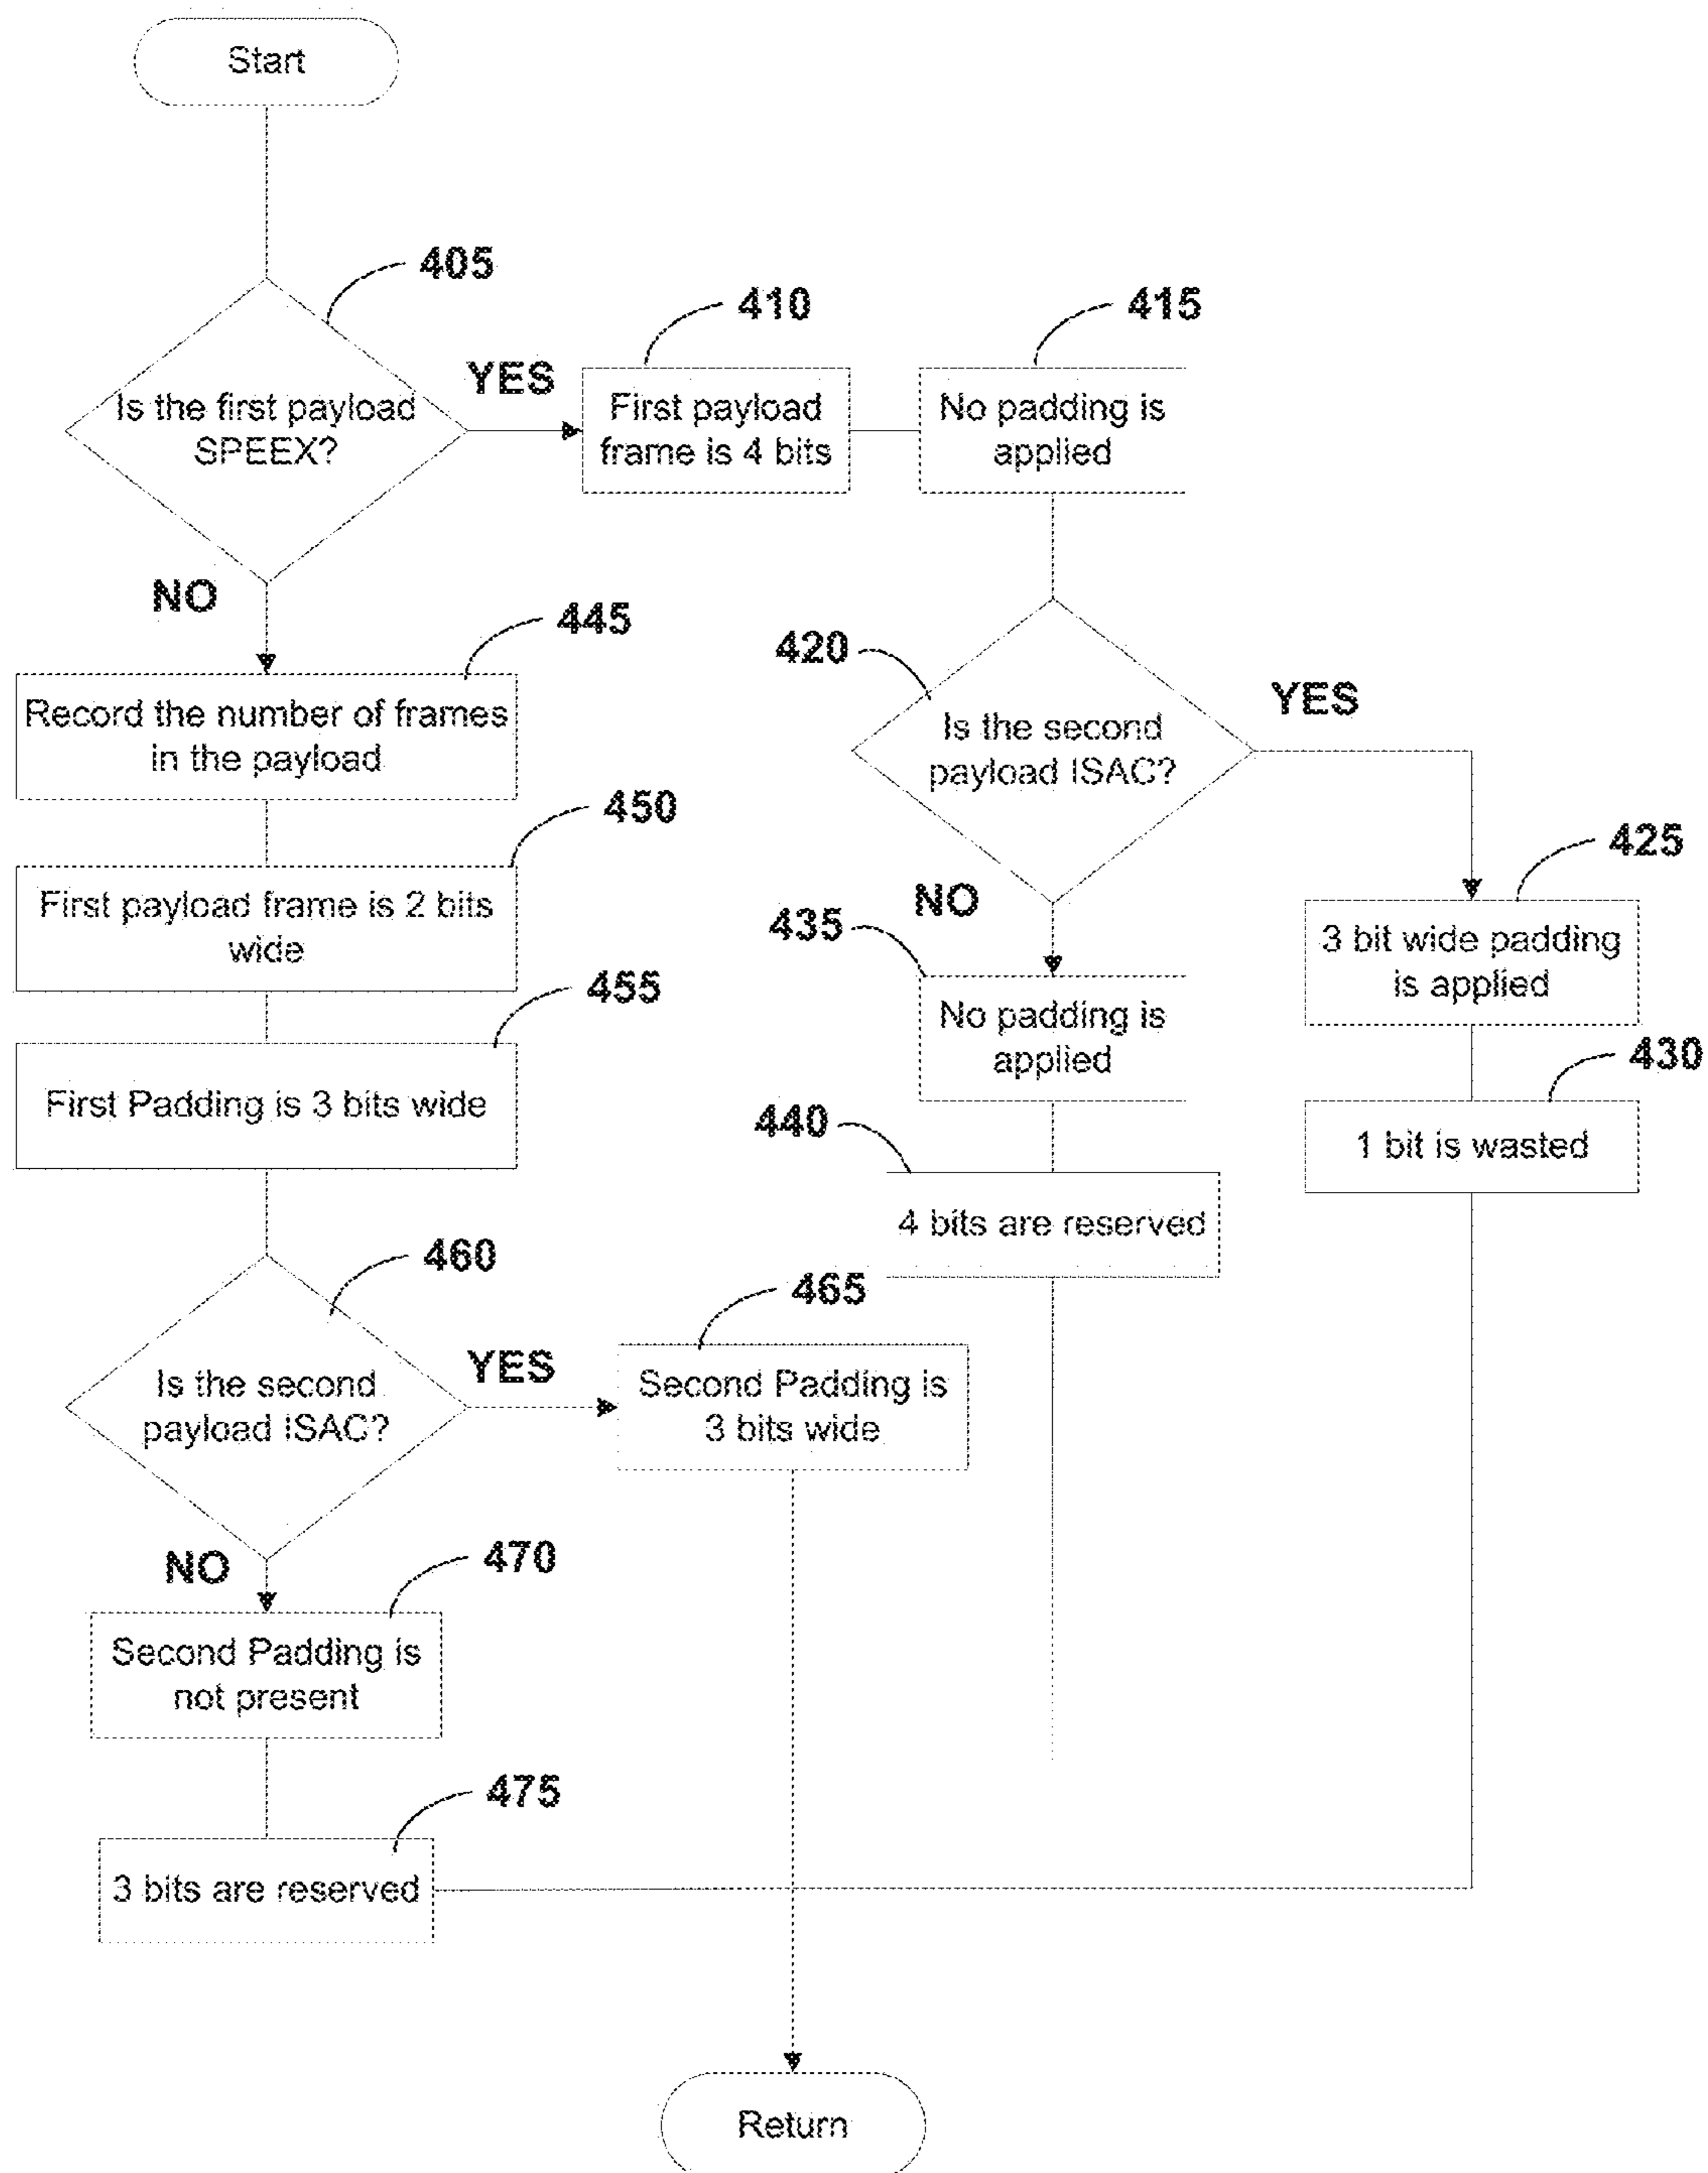 Start
405
Is the first payload
SPEEX?
YES
410
First payload
frame is 4 bits
415
No padding is
applied
NO
445
Record the number of frames
in the payload
420
Is the second
payload ISAC?
YES
450
First payload frame is 2 bits
wide
NO
435
No padding is
applied
425
3 bit wide padding
is applied
455
First Padding is 3 bits wide
430
1 bit is wasted
440
4 bits are reserved
460
Is the second
payload ISAC?
YES
465
Second Padding is
3 bits wide
NO
470
Second Padding is
not present
475
3 bits are reserved
Return